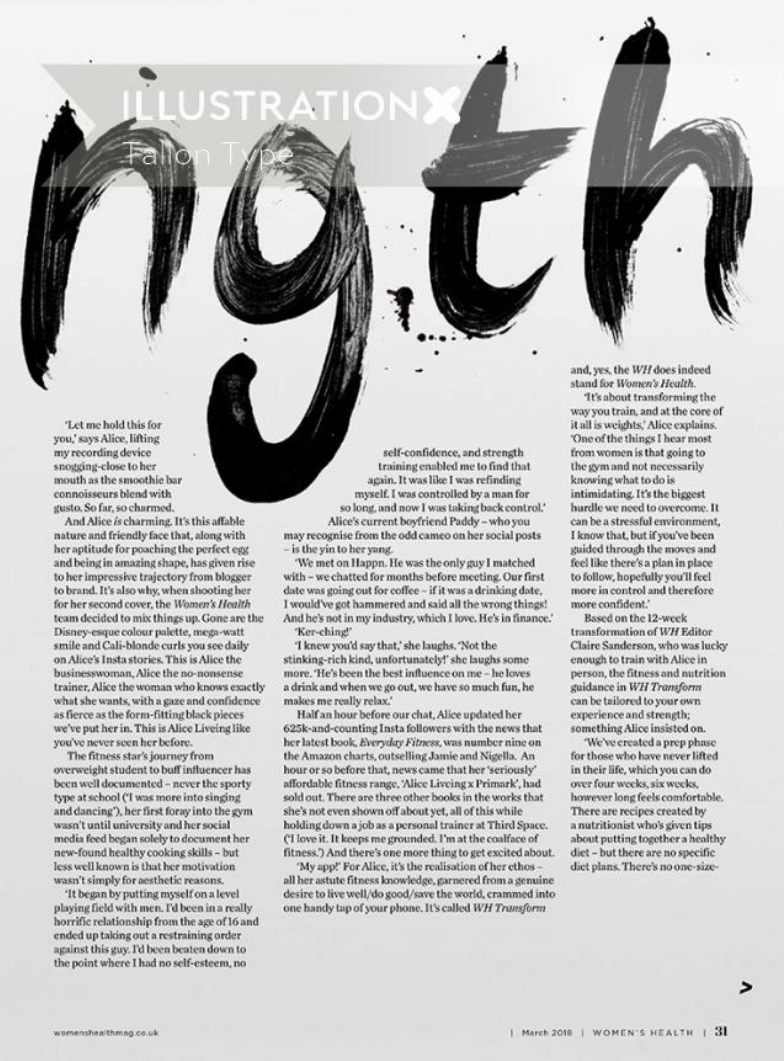 ngth
ILLUSTRATIONX
Tallon Type
'Let me hold this for
you,' says Alice, lifting
my recording device
snogging-close to her
mouth as the smoothie bar
connoisseurs blend with
gusto. So far, so charmed.
And Alice is charming. It's this affable
nature and friendly face that, along with
her aptitude for poaching the perfect egg
and being in amazing shape, has given rise
to her impressive trajectory from blogger
to brand. It's also why, when shooting her
for her second cover, the Women's Health
team decided to mix things up. Gone are the
Disney-esque colour palette, mega-watt
smile and Cali-blonde curls you see daily
on Alice's Insta stories. This is Alice the
businesswoman, Alice the no-nonsense
trainer, Alice the woman who knows exactly
what she wants, with a gaze and confidence
as fierce as the form-fitting black pieces
we've put her in. This is Alice Liveing like
you've never seen her before.
The fitness star's journey from
overweight student to buff influencer has
been well documented – never the sporty
type at school ('I was more into singing
and dancing'), her first foray into the gym
wasn't until university and her social
media feed began solely to document her
new-found healthy cooking skills – but
less well known is that her motivation
wasn't simply for aesthetic reasons.
'It began by putting myself on a level
playing field with men. I'd been in a really
horrific relationship from the age of 16 and
ended up taking out a restraining order
against this guy. I'd been beaten down to
the point where I had no self-esteem, no
self-confidence, and strength
training enabled me to find that
again. It was like I was refinding
myself. I was controlled by a man for
so long, and now I was taking back control.'
Alice's current boyfriend Paddy – who you
may recognise from the odd cameo on her social posts
– is the yin to her yang.
'We met on Happn. He was the only guy I matched
with – we chatted for months before meeting. Our first
date was going out for coffee – if it was a drinking date,
I would've got hammered and said all the wrong things!
And he's not in my industry, which I love. He's in finance.'
'Ker-ching!'
'I knew you'd say that,' she laughs. 'Not the
stinking-rich kind, unfortunately!' she laughs some
more. 'He's been the best influence on me – he loves
a drink and when we go out, we have so much fun, he
makes me really relax.'
Half an hour before our chat, Alice updated her
625k-and-counting Insta followers with the news that
her latest book, Everyday Fitness, was number nine on
the Amazon charts, outselling Jamie and Nigella. An
hour or so before that, news came that her 'seriously'
affordable fitness range, 'Alice Liveing x Primark', had
sold out. There are three other books in the works that
she's not even shown off about yet, all of this while
holding down a job as a personal trainer at Third Space.
('I love it. It keeps me grounded. I'm at the coalface of
fitness.') And there's one more thing to get excited about.
'My app!' For Alice, it's the realisation of her ethos –
all her astute fitness knowledge, garnered from a genuine
desire to live well/do good/save the world, crammed into
one handy tap of your phone. It's called WH Transform
and, yes, the WH does indeed
stand for Women's Health.
'It's about transforming the
way you train, and at the core of
it all is weights,' Alice explains.
'One of the things I hear most
from women is that going to
the gym and not necessarily
knowing what to do is
intimidating. It's the biggest
hurdle we need to overcome. It
can be a stressful environment,
I know that, but if you've been
guided through the moves and
feel like there's a plan in place
to follow, hopefully you'll feel
more in control and therefore
more confident.'
Based on the 12-week
transformation of WH Editor
Claire Sanderson, who was lucky
enough to train with Alice in
person, the fitness and nutrition
guidance in WH Transform
can be tailored to your own
experience and strength;
something Alice insisted on.
'We've created a prep phase
for those who have never lifted
in their life, which you can do
over four weeks, six weeks,
however long feels comfortable.
There are recipes created by
a nutritionist who's given tips
about putting together a healthy
diet – but there are no specific
diet plans. There's no one-size-
>
womenshealthmag.co.uk
| March 2018 | WOMEN'S HEALTH | 31